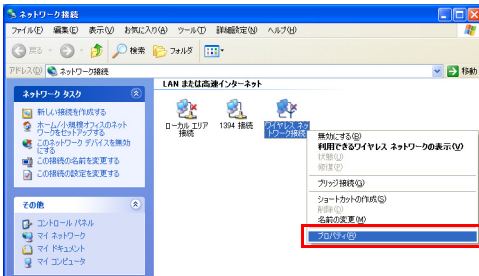 ネットワーク接続
ファイル(F) 編集(E) 表示(V) お気に入り(A) ツール(T) 詳細設定(N) ヘルプ(H)
戻る 検索 フォルダ
アドレス(D) ネットワーク接続 移動
ネットワーク タスク
新しい接続を作成する
ホーム/小規模オフィスのネット
ワークをセットアップする
このネットワーク デバイスを無効
にする
この接続の名前を変更する
この接続の設定を変更する
その他
コントロール パネル
マイ ネットワーク
マイ ドキュメント
マイ コンピュータ
LAN または高速インターネット
ローカル エリア
接続
1394 接続
ワイヤレス ネッ
トワーク接続
無効にする(B)
利用できるワイヤレス ネットワークの表示(V)
状態(U)
修復(P)
ブリッジ接続(G)
ショートカットの作成(S)
削除(D)
名前の変更(M)
プロパティ(R)